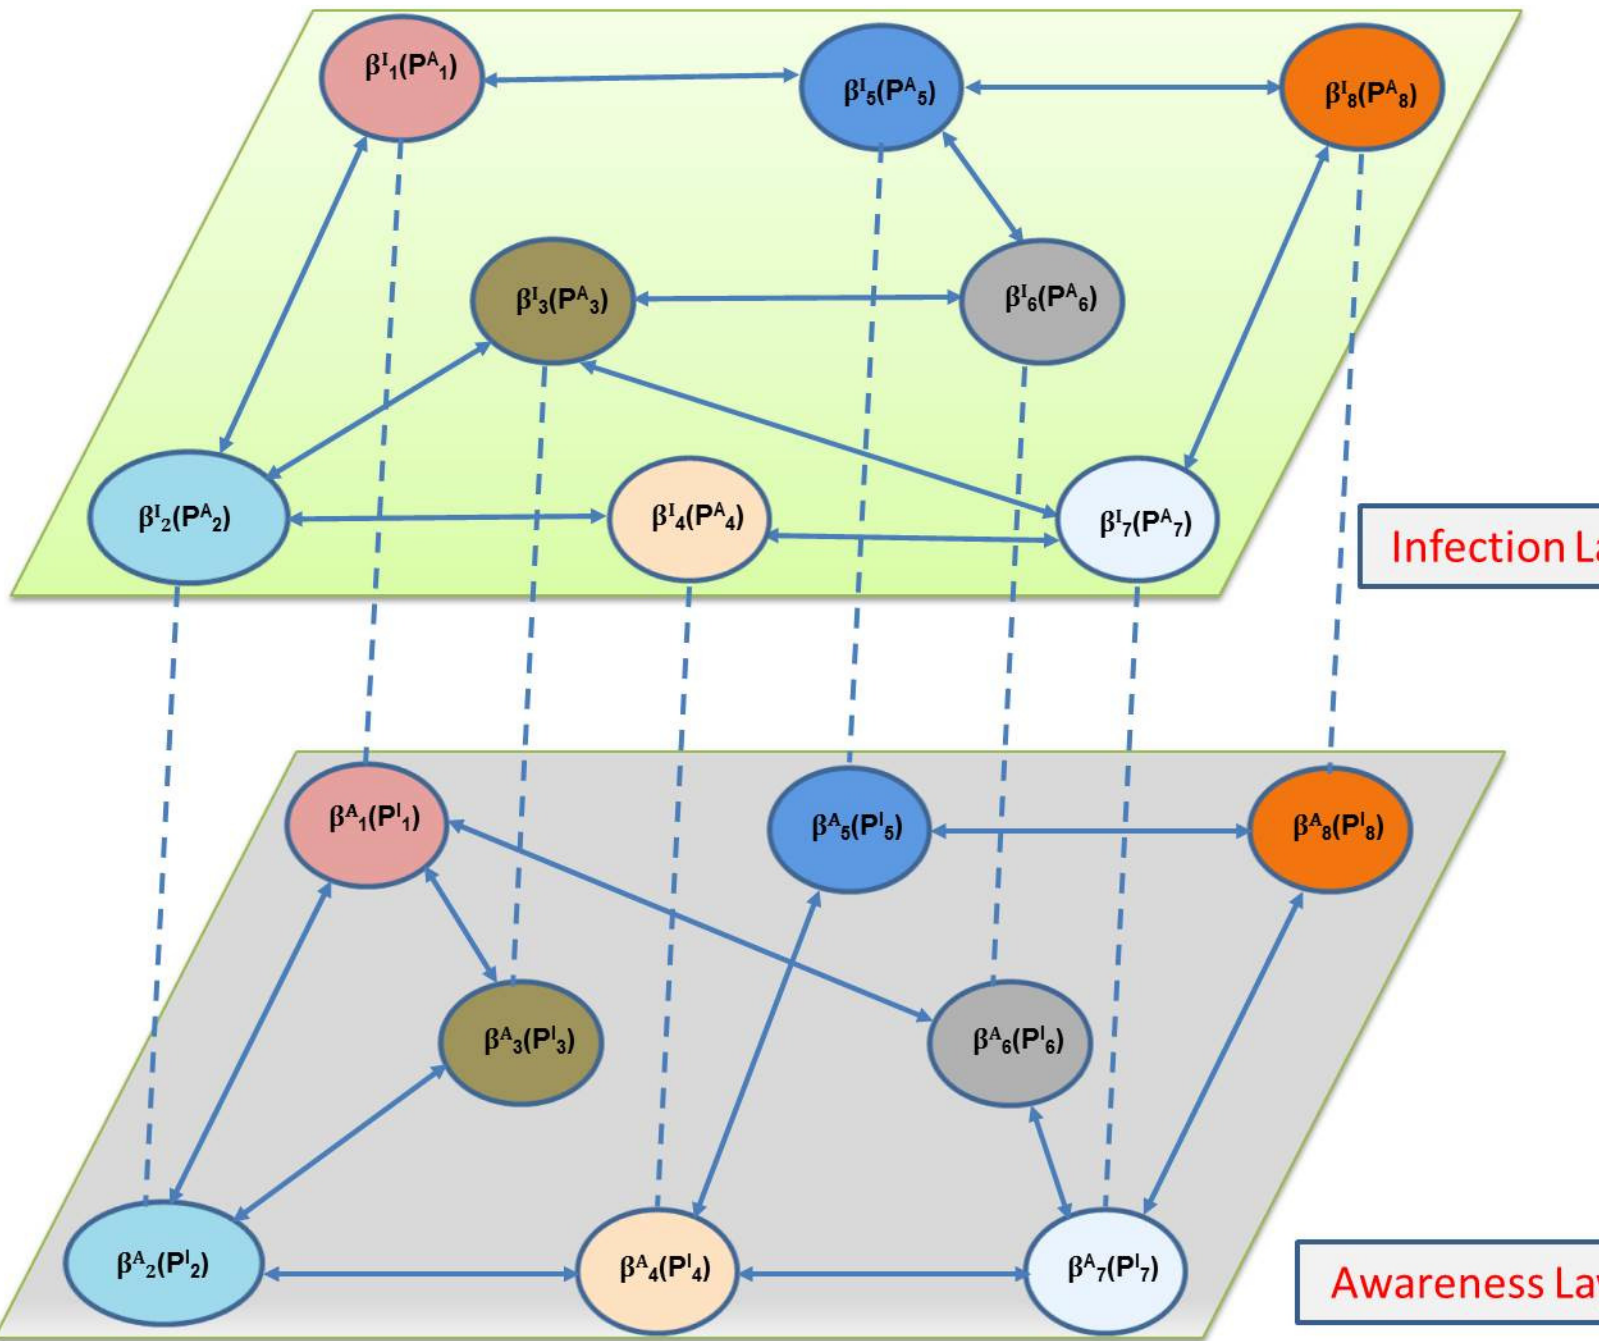 βᴵ₁(Pᴬ₁)
βᴵ₅(Pᴬ₅)
βᴵ₈(Pᴬ₈)
βᴵ₃(Pᴬ₃)
βᴵ₆(Pᴬ₆)
βᴵ₂(Pᴬ₂)
βᴵ₄(Pᴬ₄)
βᴵ₇(Pᴬ₇)
Infection La
βᴬ₁(Pᴵ₁)
βᴬ₅(Pᴵ₅)
βᴬ₈(Pᴵ₈)
βᴬ₃(Pᴵ₃)
βᴬ₆(Pᴵ₆)
βᴬ₂(Pᴵ₂)
βᴬ₄(Pᴵ₄)
βᴬ₇(Pᴵ₇)
Awareness La